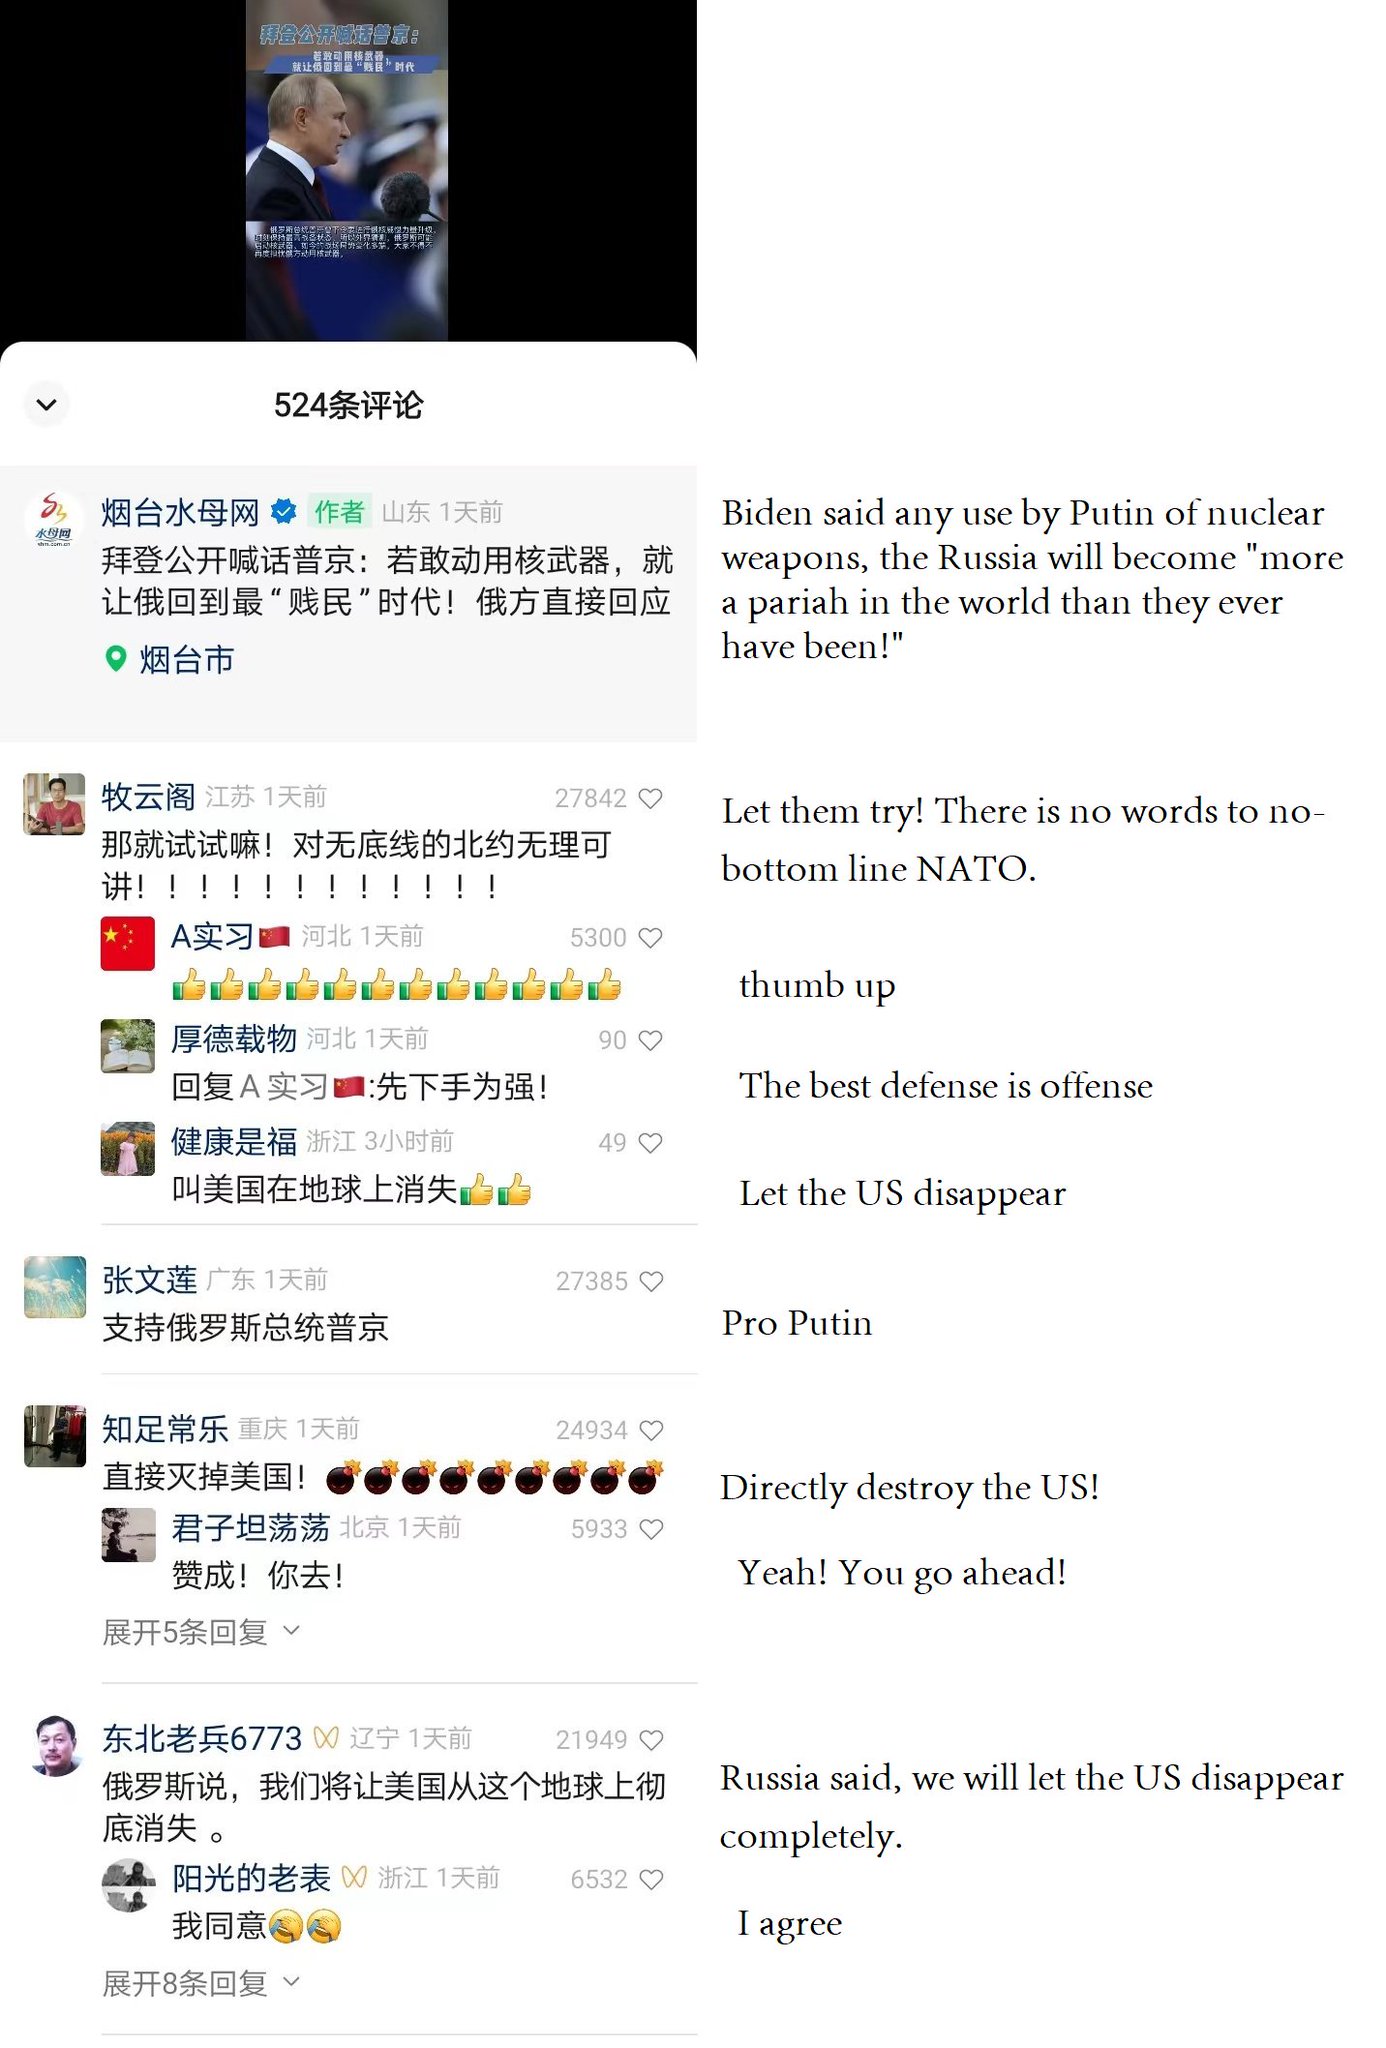 拜登公开喊话普京：
若敢动用核武器，
就让俄回到最“贱民”时代
524条评论
烟台水母网 作者 山东 1天前
拜登公开喊话普京：若敢动用核武器，就
让俄回到最“贱民”时代！俄方直接回应
烟台市
Biden said any use by Putin of nuclear
weapons, the Russia will become "more
a pariah in the world than they ever
have been!"
牧云阁 江苏 1天前 27842
那就试试嘛！对无底线的北约无理可
讲！！！！！！！！！！！！
Let them try! There is no words to no-
bottom line NATO.
A实习🇨🇳 河北 1天前 5300
👍👍👍👍👍👍👍👍👍👍👍👍
thumb up
厚德载物 河北 1天前 90
回复A 实习🇨🇳:先下手为强！
The best defense is offense
健康是福 浙江 3小时前 49
叫美国在地球上消失👍👍
Let the US disappear
张文莲 广东 1天前 27385
支持俄罗斯总统普京
Pro Putin
知足常乐 重庆 1天前 24934
直接灭掉美国！💣💣💣💣💣💣💣💣💣
Directly destroy the US!
君子坦荡荡 北京 1天前 5933
赞成！你去！
Yeah! You go ahead!
展开5条回复
东北老兵6773 辽宁 1天前 21949
俄罗斯说，我们将让美国从这个地球上彻
底消失 。
Russia said, we will let the US disappear
completely.
阳光的老表 浙江 1天前 6532
我同意
I agree
展开8条回复